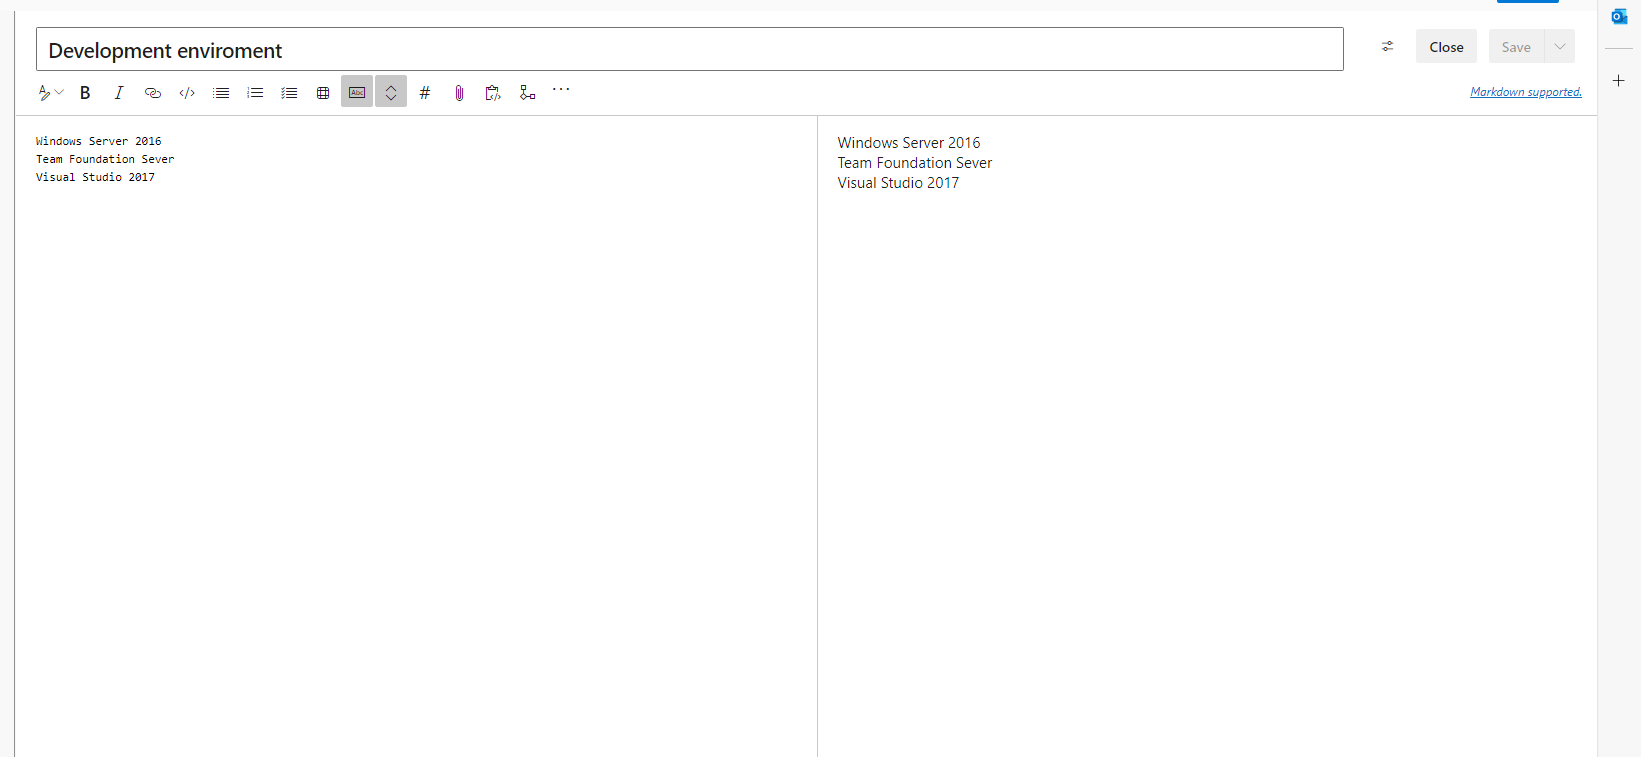 Development enviroment
Close
Save
B
I
</>
Abc
#
...
Markdown supported.
Windows Server 2016
Team Foundation Sever
Visual Studio 2017
Windows Server 2016
Team Foundation Sever
Visual Studio 2017